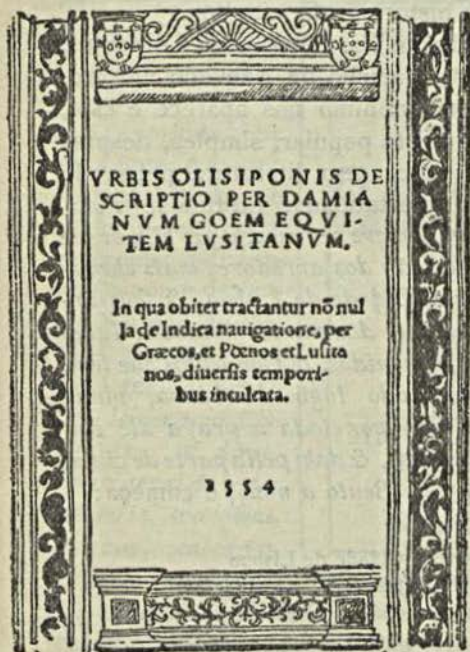 VRBIS OLISIPONIS DE
SCRIPTIO PER DAMIA
NVM GOEM EQVI-
TEM LVSITANVM.
In qua obiter tractantur nõ nul
la de Indica nauigatione, per
Græcos, et Pœnos et Lusita
nos, diuersis tempori-
bus inculcata.
1554